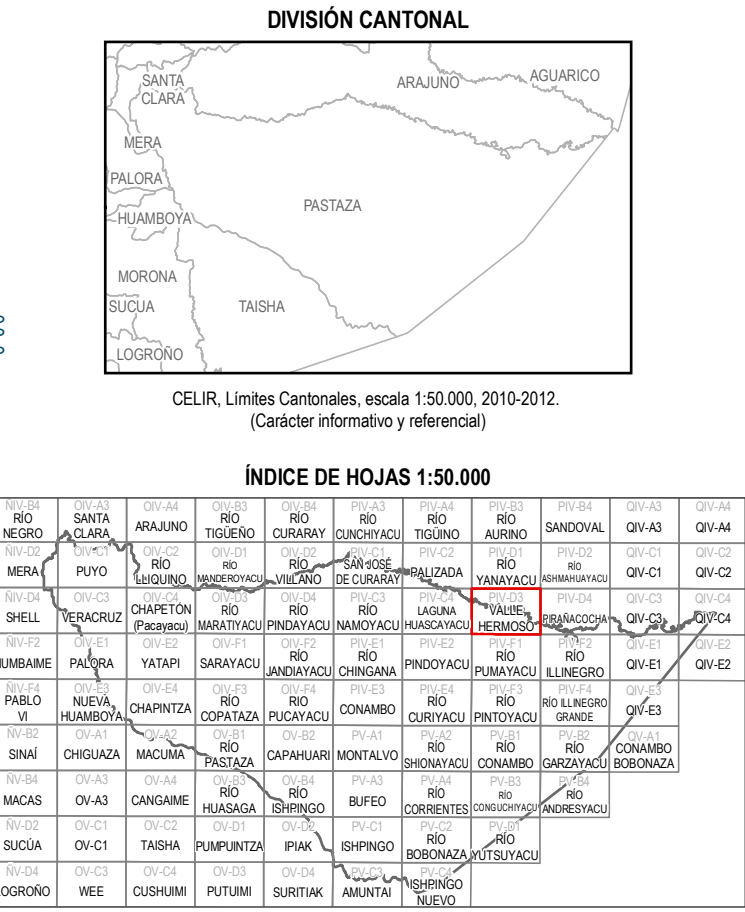 DIVISIÓN CANTONAL
SANTA
CLARA
ARAJUNO
AGUARICO
MERA
PALORA
PASTAZA
HUAMBOYA
MORONA
SUCUA
TAISHA
LOGROÑO
CELIR, Límites Cantonales, escala 1:50.000, 2010-2012.
(Carácter informativo y referencial)
ÍNDICE DE HOJAS 1:50.000
ÑIV-B4 OIV-A3 OIV-A4 OIV-B3 OIV-B4 PIV-A3 PIV-A4 PIV-B3 PIV-B4 QIV-A3 QIV-A4
RÍO SANTA RÍO RÍO RÍO RÍO RÍO
NEGRO CLARA ARAJUNO TIGÜEÑO CURARAY CUNCHIYACU TIGÜINO AURINO SANDOVAL QIV-A3 QIV-A4
ÑIV-D2 OIV-C1 OIV-C2 OIV-D1 OIV-D2 PIV-C1 PIV-C2 PIV-D1 PIV-D2 QIV-C1 QIV-C2
RÍO RÍO RÍO SAN JOSÉ RÍO RÍO
MERA PUYO LLIQUINO MANDEROYACU VILLANO DE CURARAY PALIZADA YANAYACU ASHMAHUAYACU QIV-C1 QIV-C2
ÑIV-D4 OIV-C3 OIV-C4 OIV-D3 OIV-D4 PIV-C3 PIV-C4 PIV-D3 PIV-D4 QIV-C3 QIV-C4
CHAPETÓN RÍO RÍO RÍO LAGUNA VALLE
SHELL VERACRUZ (Pacayacu) MARATIYACU PINDAYACU NAMOYACU HUASCAYACU HERMOSO PIRAÑACOCHA QIV-C3 QIV-C4
ÑIV-F2 OIV-E1 OIV-E2 OIV-F1 OIV-F2 PIV-E1 PIV-E2 PIV-F1 PIV-F2 QIV-E1 QIV-E2
RÍO RÍO RÍO RÍO
PALORA YATAPI SARAYACU JANDIAYACU CHINGANA PINDOYACU PUMAYACU ILLINEGRO QIV-E1 QIV-E2
ÑIV-F4 OIV-E3 OIV-E4 OIV-F3 OIV-F4 PIV-E3 PIV-E4 PIV-F3 PIV-F4 QIV-E3
PABLO NUEVA RÍO RÍO RÍO RÍO RÍO ILLINEGRO
VI HUAMBOYA CHAPINTZA COPATAZA PUCAYACU CONAMBO CURIYACU PINTOYACU GRANDE QIV-E3
ÑV-B2 OV-A1 OV-A2 OV-B1 OV-B2 PV-A1 PV-A2 PV-B1 PV-B2 QV-A1
RÍO RÍO RÍO RÍO CONAMBO
SINAÍ CHIGUAZA MACUMA PASTAZA CAPAHUARI MONTALVO SHIONAYACU CONAMBO GARZAYACU BOBONAZA
ÑV-B4 OV-A3 OV-A4 OV-B3 OV-B4 PV-A3 PV-A4 PV-B3 PV-B4
RÍO RÍO RÍO RÍO RÍO
MACAS OV-A3 CANGAIME HUASAGA ISHPINGO BUFEO CORRIENTES CONGUCHIYACU ANDRESYACU
ÑV-D2 OV-C1 OV-C2 OV-D1 OV-D2 PV-C1 PV-C2 PV-D1
RÍO RÍO
SUCÚA OV-C1 TAISHA PUMPUINTZA IPIAK ISHPINGO BOBONAZA YUTSUYACU
ÑV-D4 OV-C3 OV-C4 OV-D3 OV-D4 PV-C3 PV-C4
ISHPINGO
WEE CUSHUIMI PUTUIMI SURITIAK AMUNTAI NUEVO